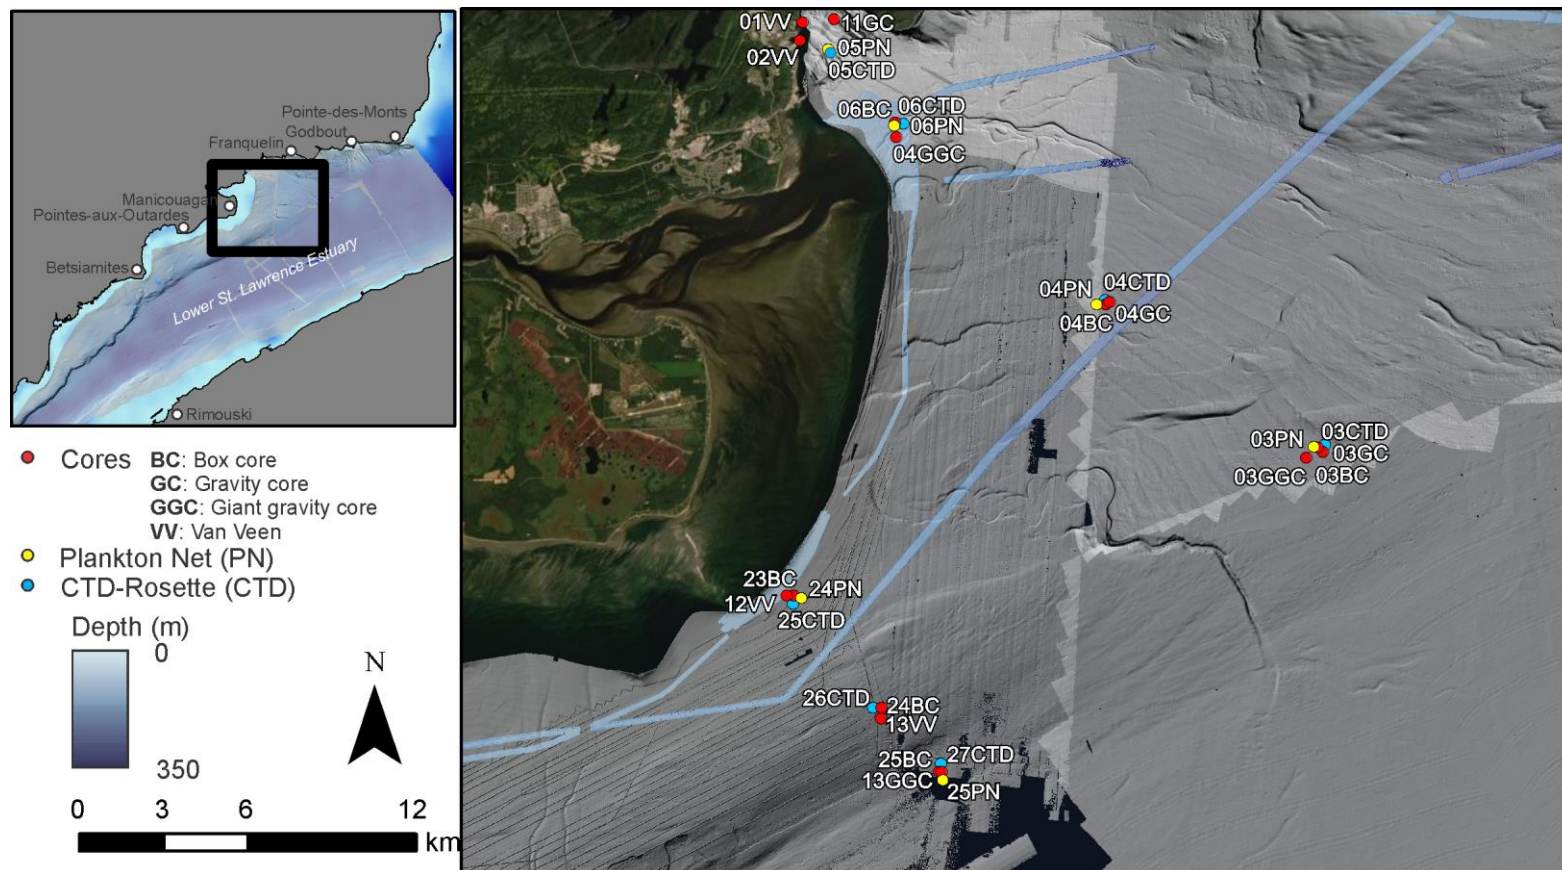 Pointe-des-Monts
Godbout
Franquelin
Manicouagan
Pointes-aux-Outardes
Betsiamites
Lower St. Lawrence Estuary
Rimouski
Cores
BC: Box core
GC: Gravity core
GGC: Giant gravity core
VV: Van Veen
Plankton Net (PN)
CTD-Rosette (CTD)
Depth (m)
0
350
N
0 3 6 12
km
01VV
11GC
02VV
05PN
05CTD
06BC
06CTD
06PN
04GGC
04PN
04CTD
04BC
04GC
03PN
03CTD
03GC
03GGC
03BC
23BC
24PN
12VV
25CTD
26CTD
24BC
13VV
25BC
27CTD
13GGC
25PN